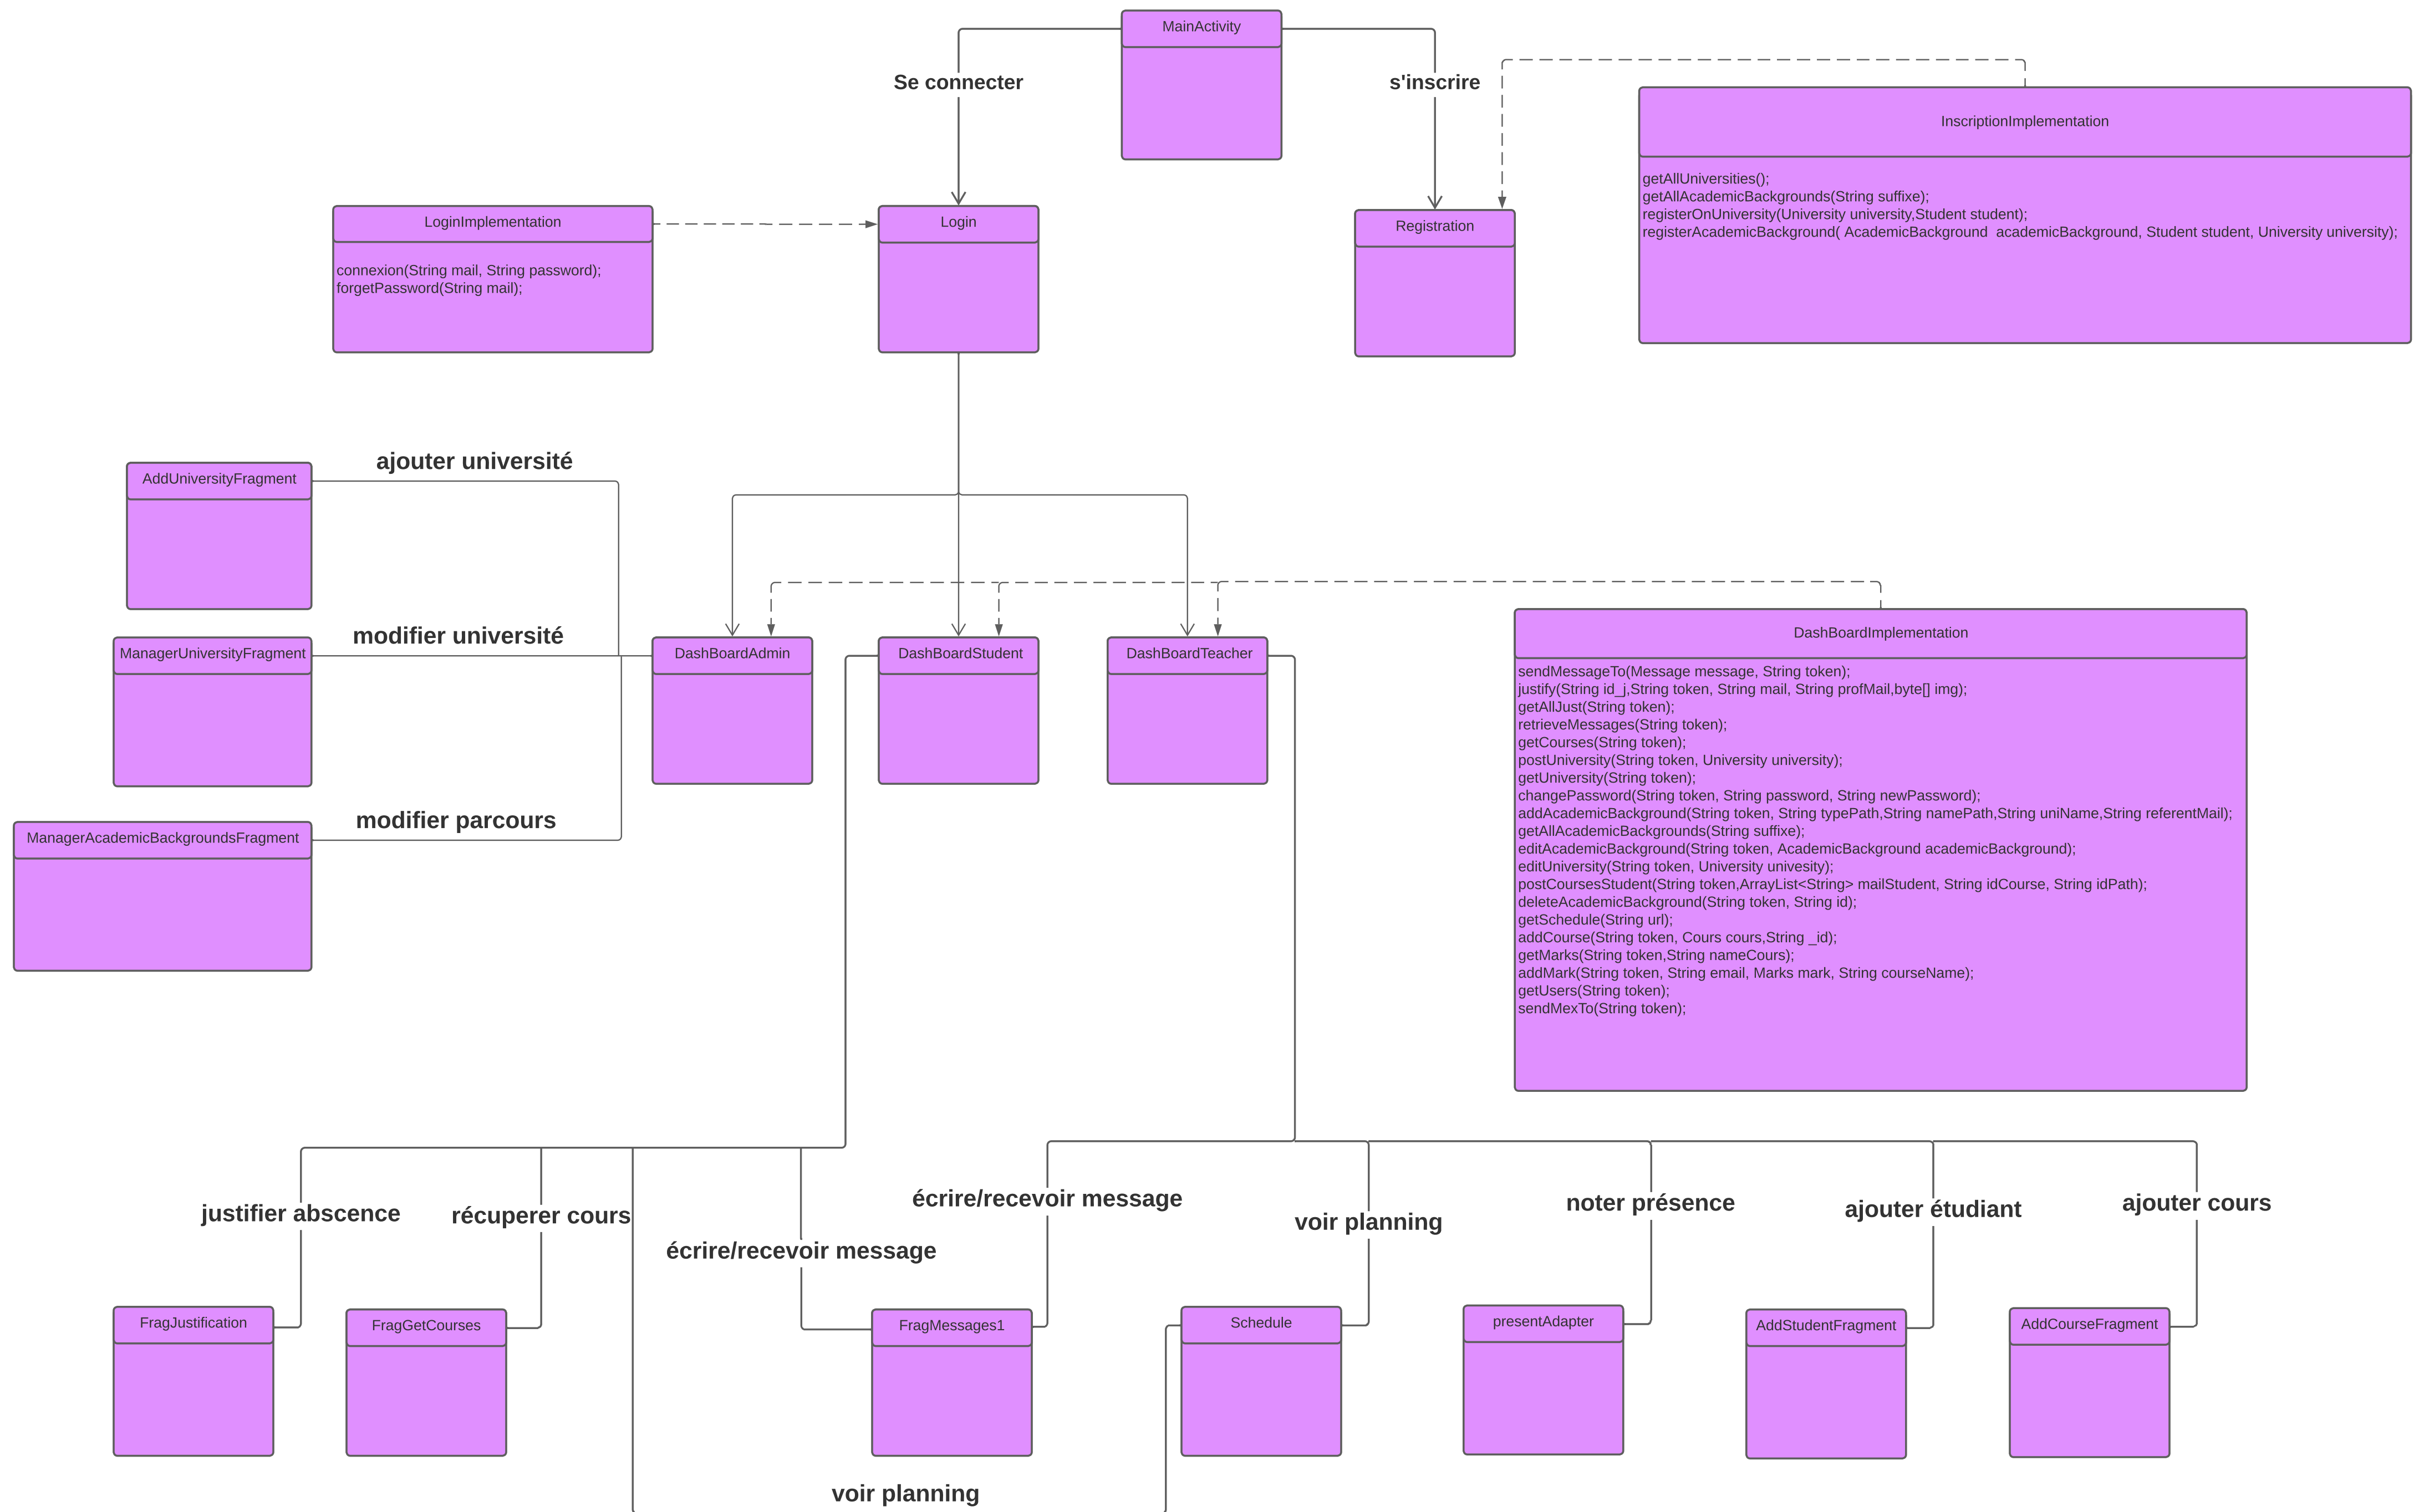 MainActivity
Se connecter
s'inscrire
InscriptionImplementation
getAllUniversities();
getAllAcademicBackgrounds(String suffixe);
registerOnUniversity(University university,Student student);
registerAcademicBackground( AcademicBackground  academicBackground, Student student, University university);
LoginImplementation
connexion(String mail, String password);
forgetPassword(String mail);
Login
Registration
ajouter université
AddUniversityFragment
modifier université
ManagerUniversityFragment
modifier parcours
ManagerAcademicBackgroundsFragment
DashBoardAdmin
DashBoardStudent
DashBoardTeacher
DashBoardImplementation
sendMessageTo(Message message, String token);
justify(String id_j,String token, String mail, String profMail,byte[] img);
getAllJust(String token);
retrieveMessages(String token);
getCourses(String token);
postUniversity(String token, University university);
getUniversity(String token);
changePassword(String token, String password, String newPassword);
addAcademicBackground(String token, String typePath,String namePath,String uniName,String referentMail);
getAllAcademicBackgrounds(String suffixe);
editAcademicBackground(String token, AcademicBackground academicBackground);
editUniversity(String token, University univesity);
postCoursesStudent(String token,ArrayList<String> mailStudent, String idCourse, String idPath);
deleteAcademicBackground(String token, String id);
getSchedule(String url);
addCourse(String token, Cours cours,String _id);
getMarks(String token,String nameCours);
addMark(String token, String email, Marks mark, String courseName);
getUsers(String token);
sendMexTo(String token);
justifier abscence
récuperer cours
écrire/recevoir message
écrire/recevoir message
voir planning
noter présence
ajouter étudiant
ajouter cours
FragJustification
FragGetCourses
FragMessages1
Schedule
presentAdapter
AddStudentFragment
AddCourseFragment
voir planning